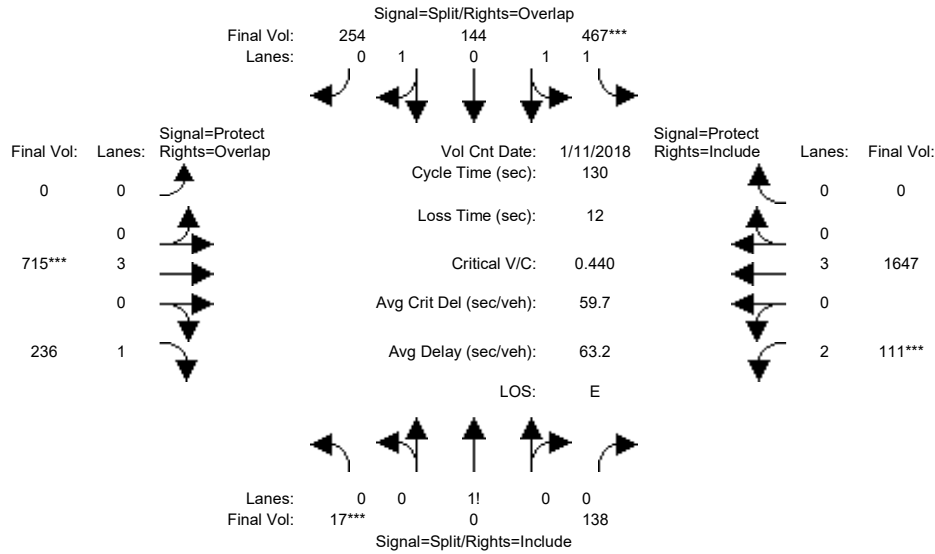 Signal=Split/Rights=Overlap
Final Vol: 254 144 467***
Lanes: 0 1 0 1 1
Signal=Protect
Final Vol: Lanes: Rights=Overlap
Vol Cnt Date: 1/11/2018
Signal=Protect
Rights=Include Lanes: Final Vol:
Cycle Time (sec): 130
0 0
0 0
Loss Time (sec): 12
0
0
715*** 3
Critical V/C: 0.440
3 1647
0
Avg Crit Del (sec/veh): 59.7
0
236 1
Avg Delay (sec/veh): 63.2
2 111***
LOS: E
Lanes: 0 0 1! 0 0
Final Vol: 17*** 0 138
Signal=Split/Rights=Include